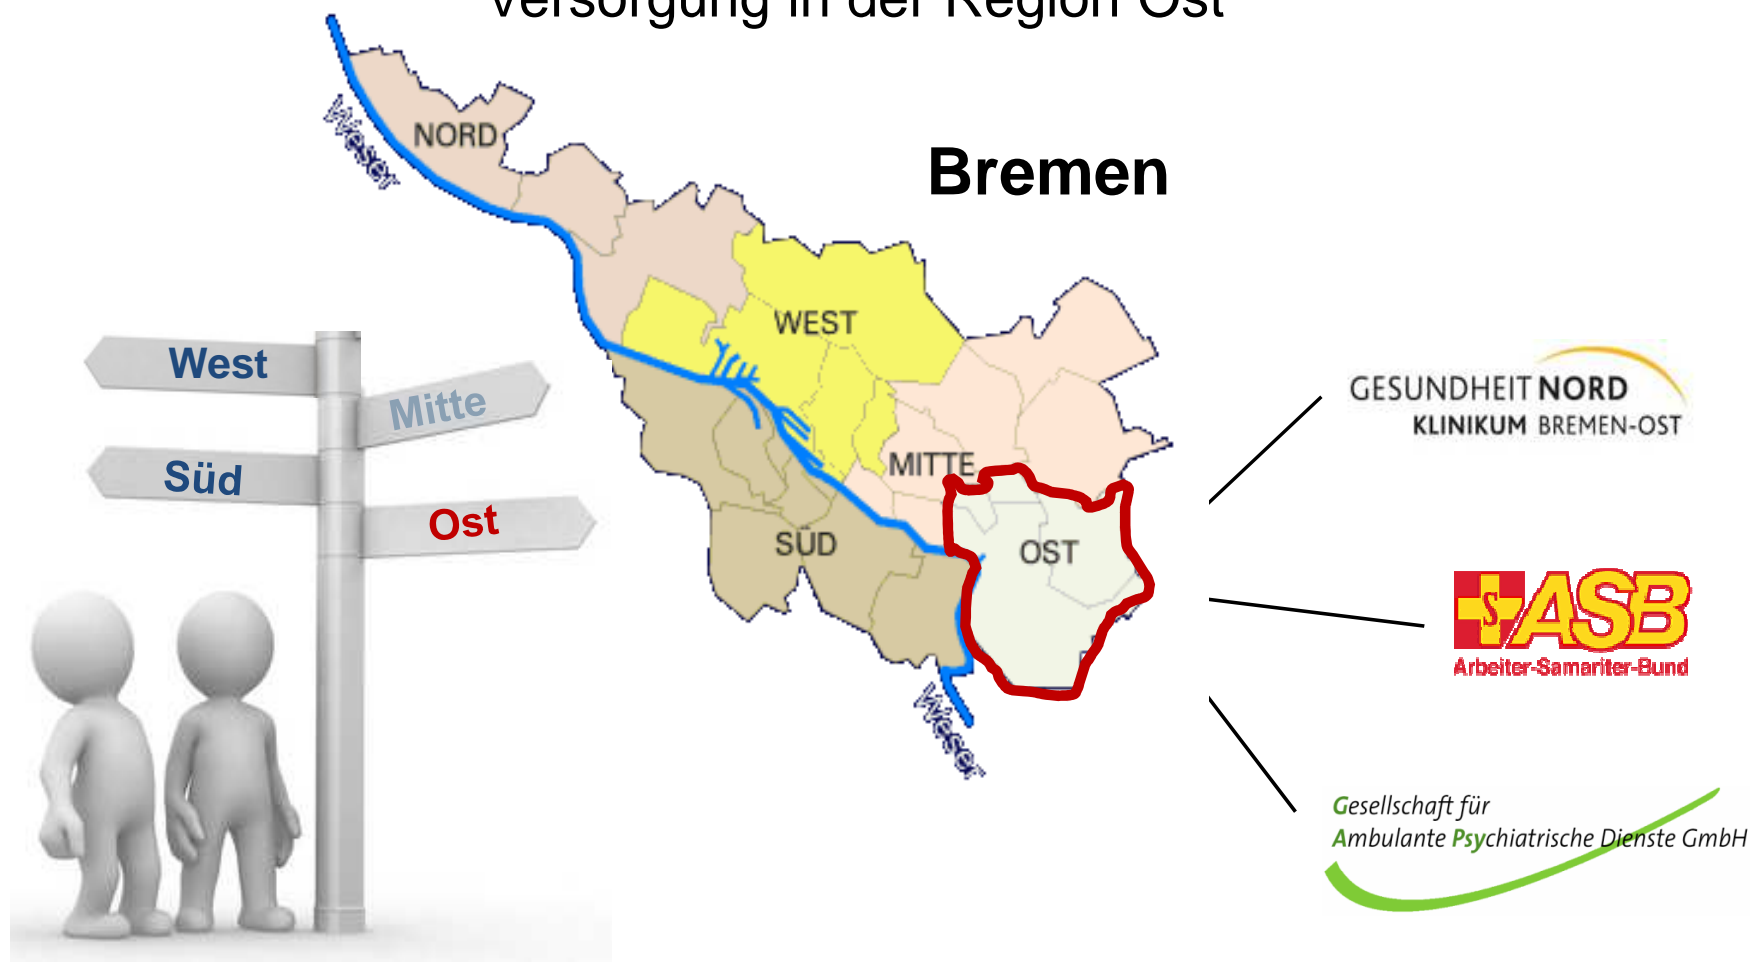 Versorgung in der Region Ost
Weser
NORD
Bremen
WEST
MITTE
SÜD
OST
Weser
West
Mitte
Süd
Ost
GESUNDHEIT NORD
KLINIKUM BREMEN-OST
S
ASB
Arbeiter-Samariter-Bund
Gesellschaft für
Ambulante Psychiatrische Dienste GmbH